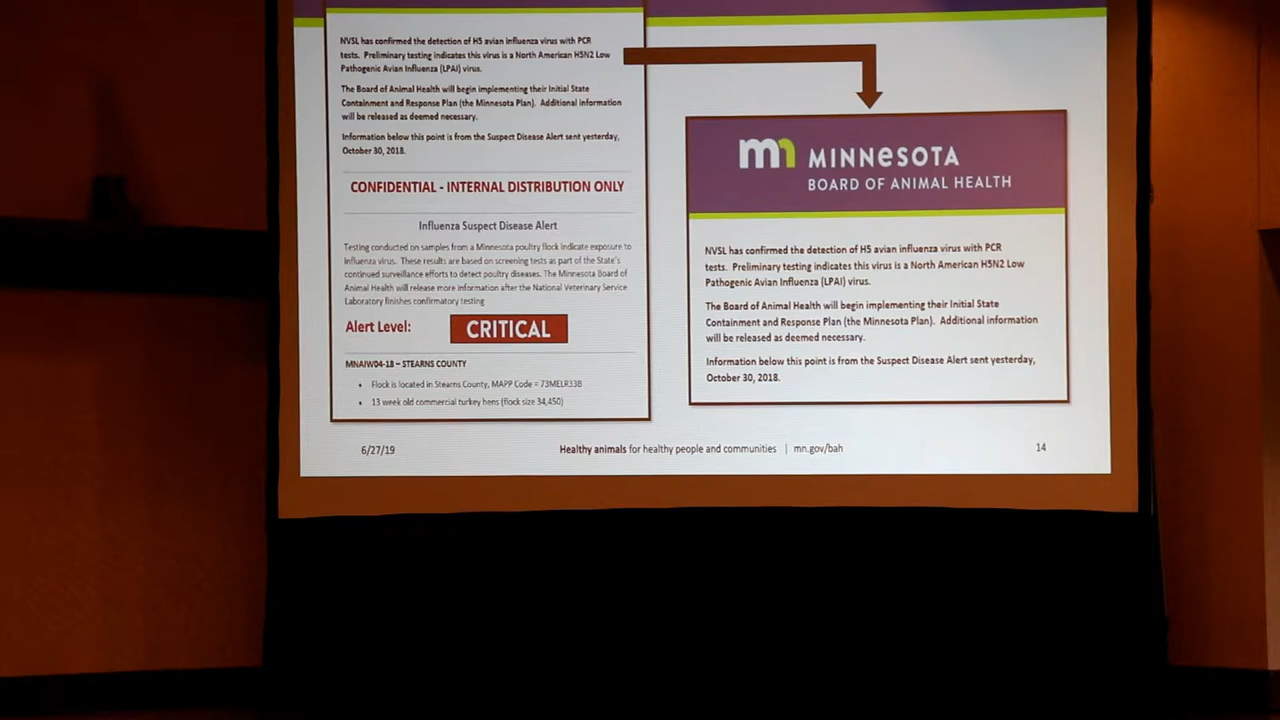 NVSL has confirmed the detection of H5 avian influenza virus with PCR
tests. Preliminary testing indicates this virus is a North American H5N2 Low
Pathogenic Avian Influenza (LPAI) virus.
The Board of Animal Health will begin implementing their Initial State
Containment and Response Plan (the Minnesota Plan). Additional information
will be released as deemed necessary.
Information below this point is from the Suspect Disease Alert sent yesterday,
October 30, 2018.
CONFIDENTIAL - INTERNAL DISTRIBUTION ONLY
Influenza Suspect Disease Alert
Testing conducted on samples from a Minnesota poultry flock indicate exposure to
influenza virus. These results are based on screening tests as part of the State's
continued surveillance efforts to detect poultry diseases. The Minnesota Board of
Animal Health will release more information after the National Veterinary Service
Laboratory finishes confirmatory testing
Alert Level: CRITICAL
MNAIW04-18 – STEARNS COUNTY
• Flock is located in Stearns County, MAPP Code = 73MELR33B
• 13 week old commercial turkey hens (flock size 34,450)
mn MINNESOTA
BOARD OF ANIMAL HEALTH
NVSL has confirmed the detection of H5 avian influenza virus with PCR
tests. Preliminary testing indicates this virus is a North American H5N2 Low
Pathogenic Avian Influenza (LPAI) virus.
The Board of Animal Health will begin implementing their Initial State
Containment and Response Plan (the Minnesota Plan). Additional information
will be released as deemed necessary.
Information below this point is from the Suspect Disease Alert sent yesterday,
October 30, 2018.
6/27/19 Healthy animals for healthy people and communities | mn.gov/bah 14